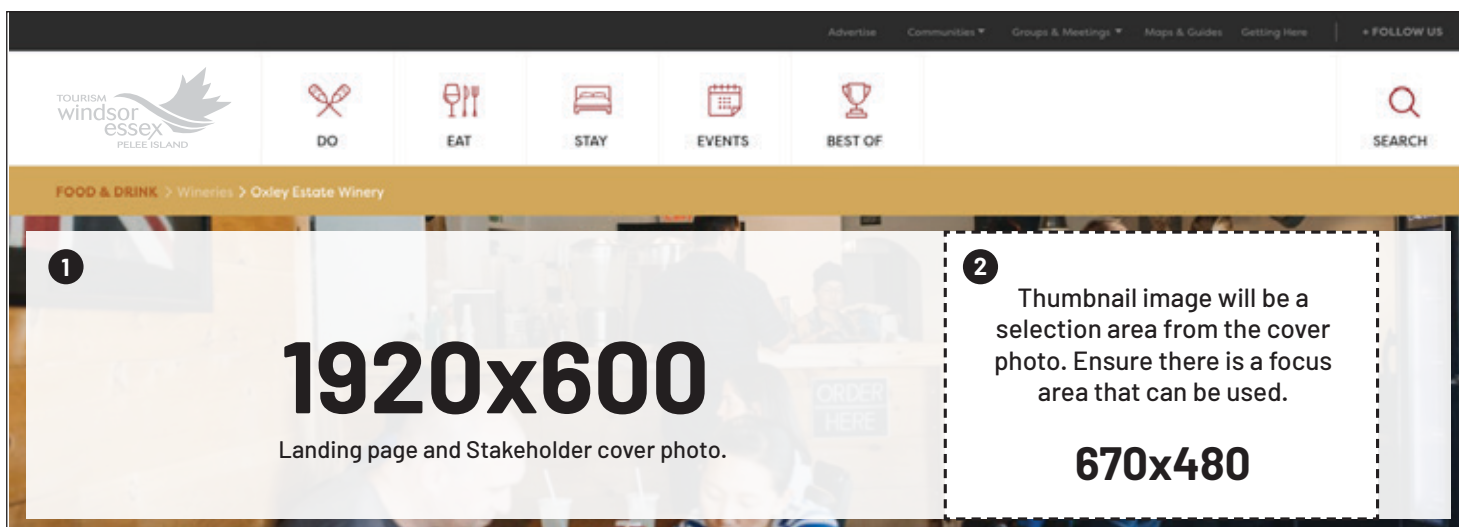 Advertise Communities Groups & Meetings Maps & Guides Getting Here + FOLLOW US
TOURISM
windsor
essex
PELEE ISLAND
DO
EAT
STAY
EVENTS
BEST OF
SEARCH
FOOD & DRINK > Wineries > Oxley Estate Winery
1
1920x600
Landing page and Stakeholder cover photo.
ORDER
HERE
2
Thumbnail image will be a
selection area from the cover
photo. Ensure there is a focus
area that can be used.
670x480